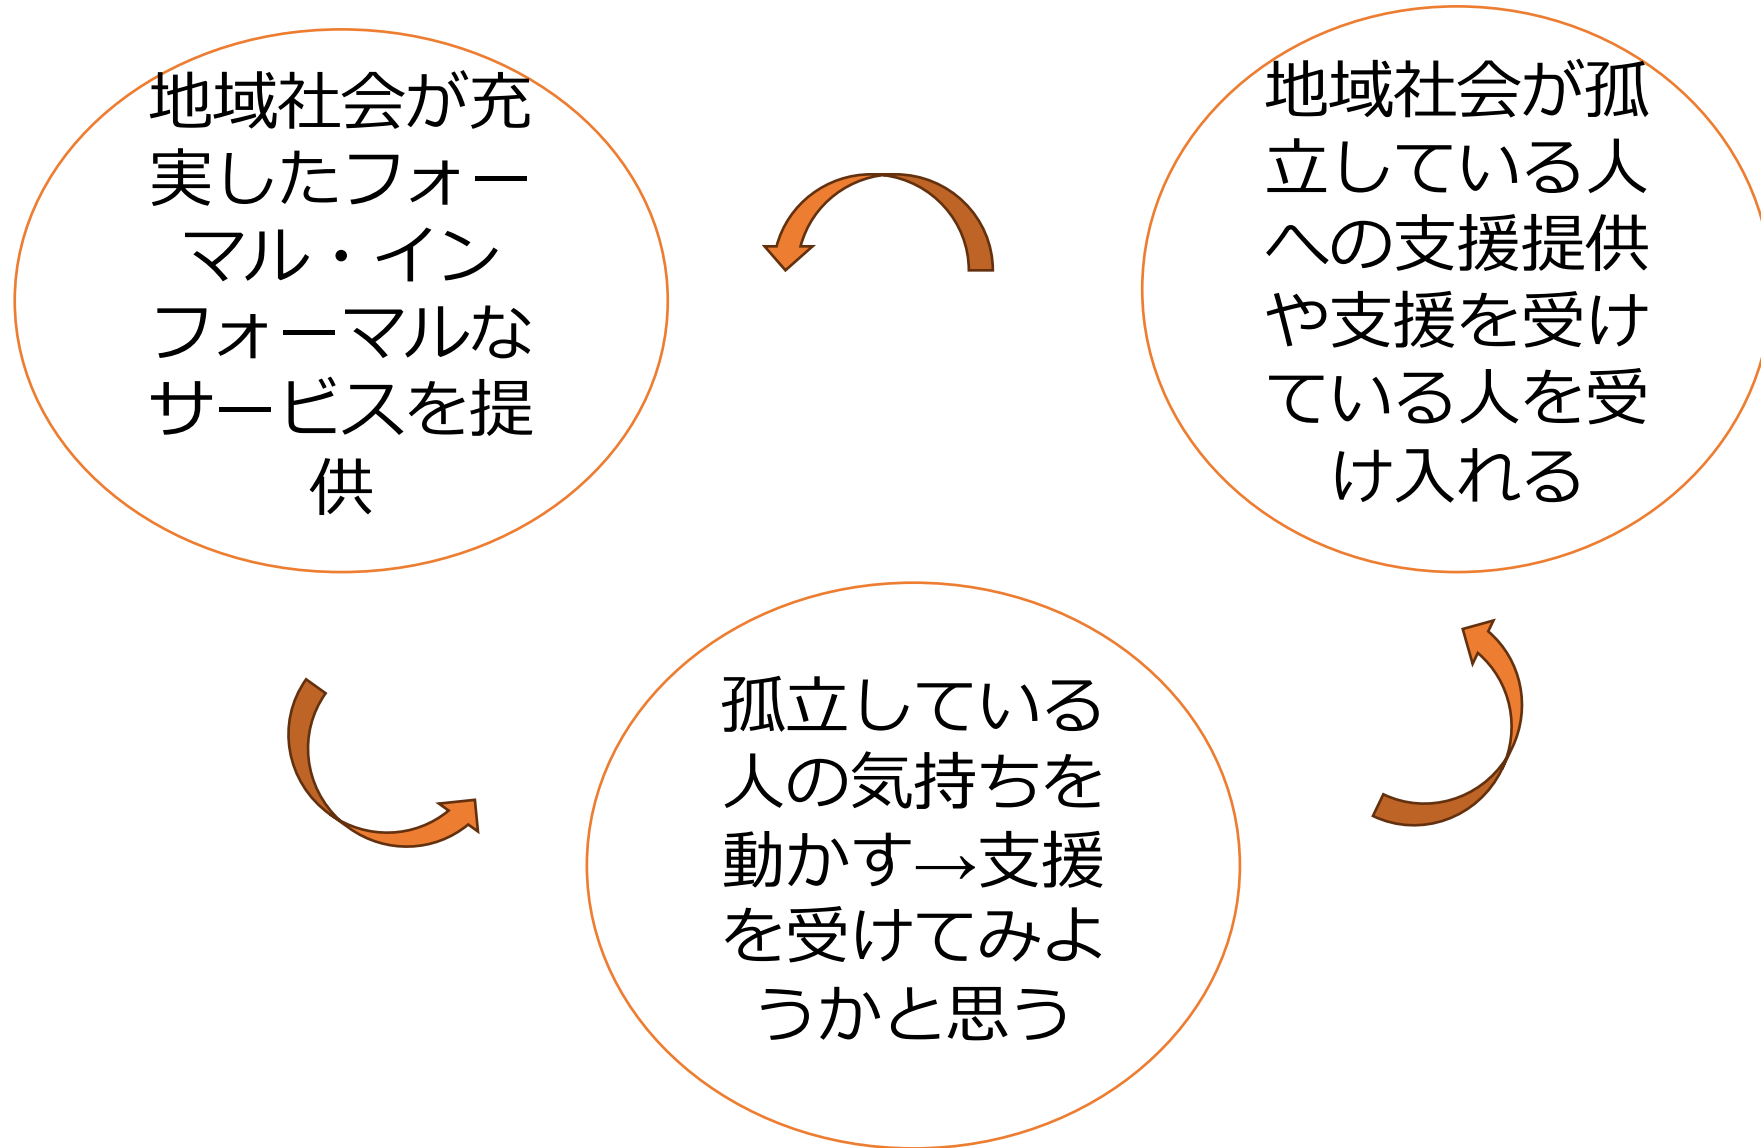 地域社会が充
実したフォー
マル・イン
フォーマルな
サービスを提
供
地域社会が孤
立している人
への支援提供
や支援を受け
ている人を受
け入れる
孤立している
人の気持ちを
動かす→支援
を受けてみよ
うかと思う